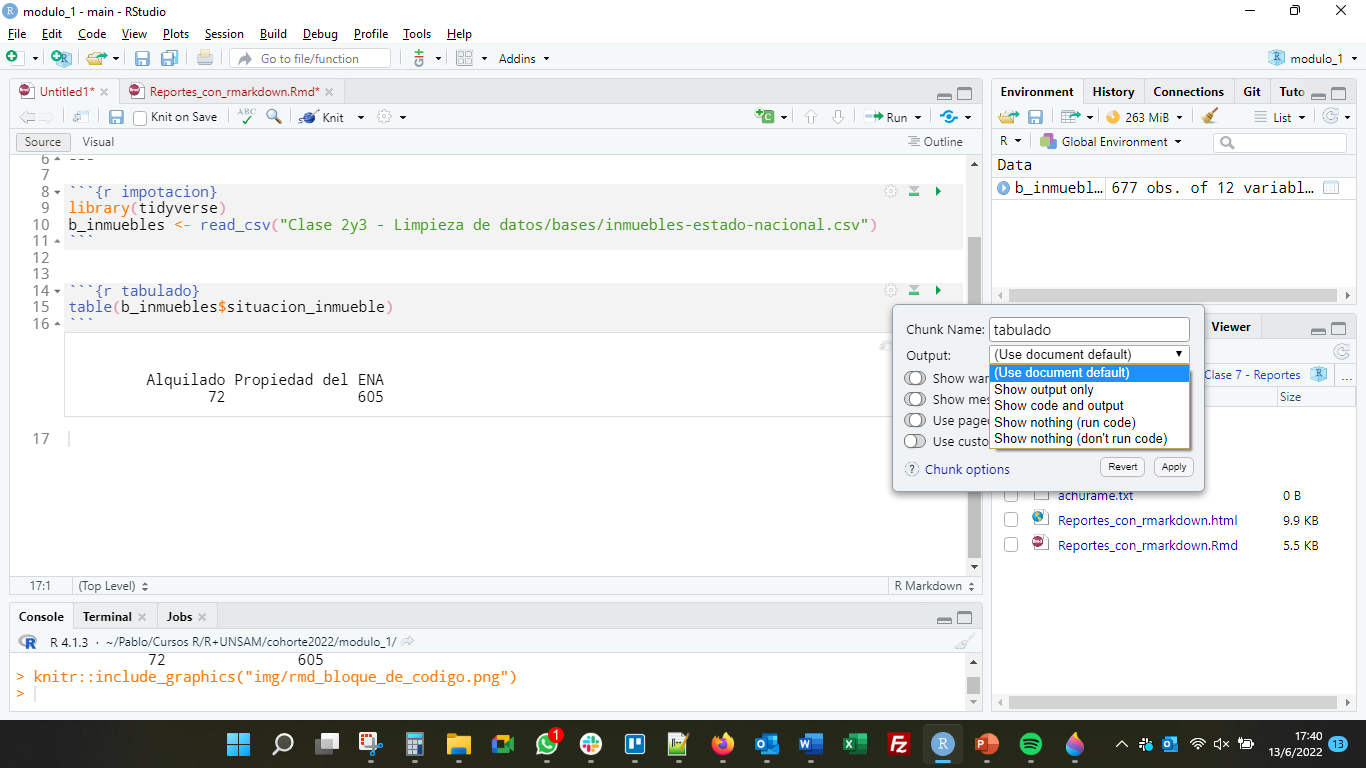 modulo_1 - main - RStudio
File Edit Code View Plots Session Build Debug Profile Tools Help
Go to file/function Addins modulo_1
Untitled1* Reportes_con_rmarkdown.Rmd*
Knit on Save ABC Knit Run
Source Visual Outline
6 ---
7
8 ```{r impotacion}
9 library(tidyverse)
10 b_inmuebles <- read_csv("Clase 2y3 - Limpieza de datos/bases/inmuebles-estado-nacional.csv")
11 ```
12
13
14 ```{r tabulado}
15 table(b_inmuebles$situacion_inmueble)
16 ```
Alquilado Propiedad del ENA
72 605
17
17:1 (Top Level) R Markdown
Console Terminal Jobs
R 4.1.3 · ~/Pablo/Cursos R/R+UNSAM/cohorte2022/modulo_1/
72 605
> knitr::include_graphics("img/rmd_bloque_de_codigo.png")
>
Environment History Connections Git Tuto
263 MiB List
R Global Environment
Data
b_inmuebl... 677 obs. of 12 variabl...
Chunk Name: tabulado
Output: (Use document default)
(Use document default)
Show output only
Show code and output
Show nothing (run code)
Show nothing (don't run code)
Show war
Show mes
Use page
Use custo
Chunk options Revert Apply
Viewer
Clase 7 - Reportes ...
Size
achurame.txt 0 B
Reportes_con_rmarkdown.html 9.9 KB
Reportes_con_rmarkdown.Rmd 5.5 KB
1
17:40
13/6/2022 13